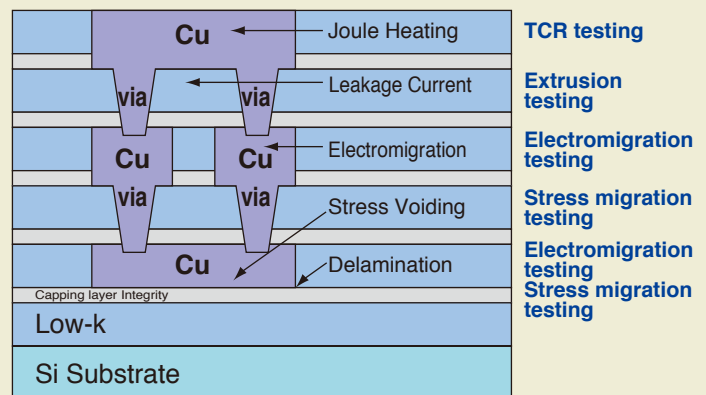 Cu
Joule Heating
TCR testing
via
via
Leakage Current
Extrusion
testing
Cu
Cu
Electromigration
Electromigration
testing
via
via
Stress Voiding
Stress migration
testing
Cu
Delamination
Electromigration
testing
Capping layer Integrity
Stress migration
testing
Low-k
Si Substrate